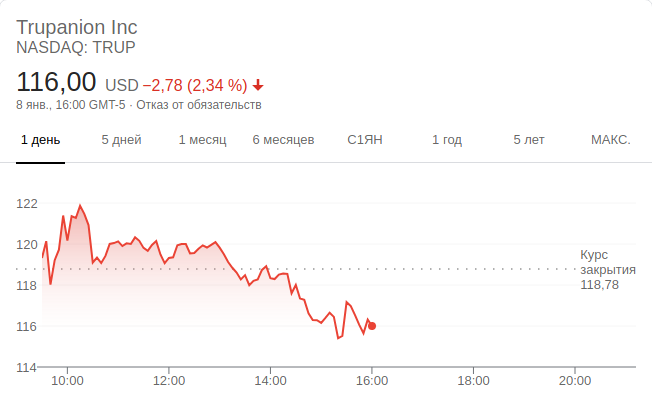 Trupanion Inc
NASDAQ: TRUP
116,00 USD −2,78 (2,34 %)
8 янв., 16:00 GMT-5 · Отказ от обязательств
1 день 5 дней 1 месяц 6 месяцев С1ЯН 1 год 5 лет МАКС.
122
120
Курс
закрытия
118,78
118
116
114
10:00 12:00 14:00 16:00 18:00 20:00